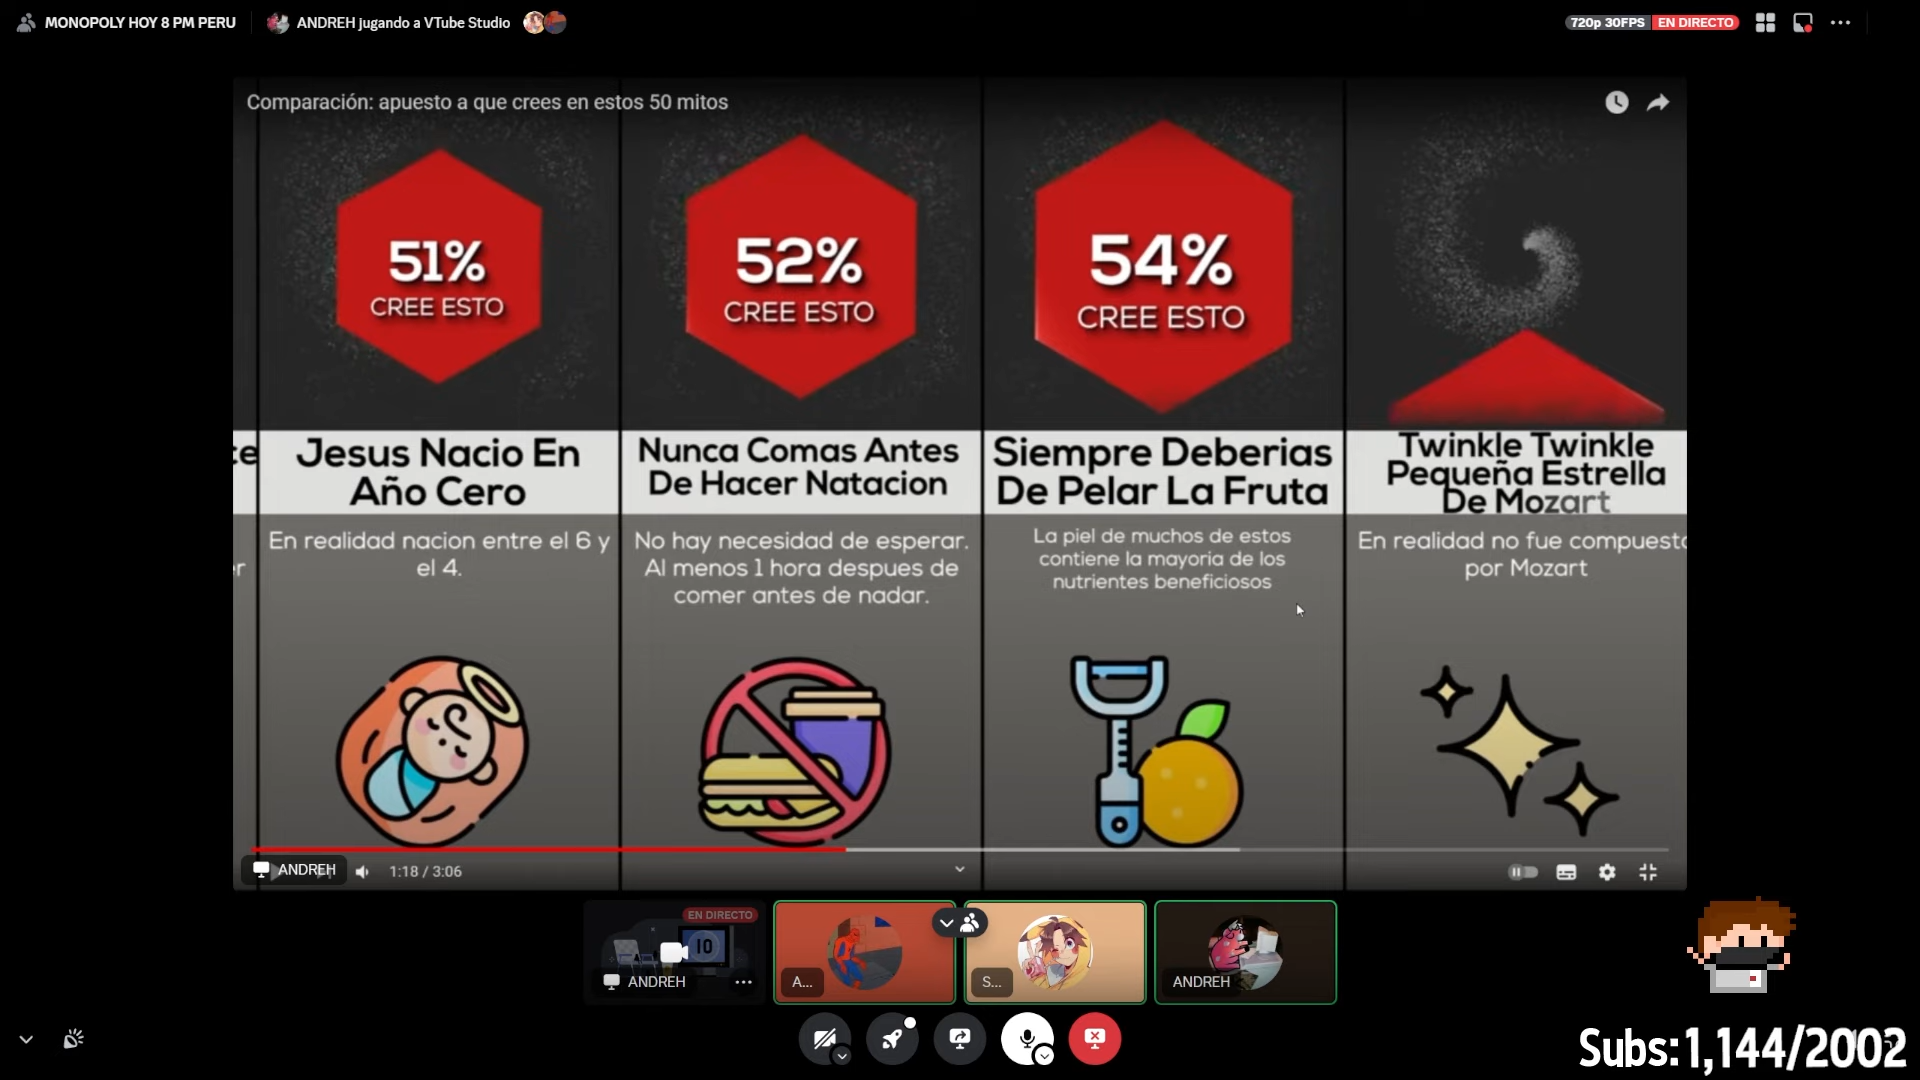 MONOPOLY HOY 8 PM PERU
ANDREH jugando a VTube Studio
720p 30FPS
EN DIRECTO
Comparación: apuesto a que crees en estos 50 mitos
51%
CREE ESTO
Jesus Nacio En
Año Cero
En realidad nacion entre el 6 y
el 4.
52%
CREE ESTO
Nunca Comas Antes
De Hacer Natacion
No hay necesidad de esperar.
Al menos 1 hora despues de
comer antes de nadar.
54%
CREE ESTO
Siempre Deberias
De Pelar La Fruta
La piel de muchos de estos
contiene la mayoria de los
nutrientes beneficiosos
Twinkle Twinkle
Pequeña Estrella
De Mozart
En realidad no fue compuesto
por Mozart
ANDREH
1:18 / 3:06
EN DIRECTO
10
ANDREH
A...
S...
ANDREH
Subs:1,144/2002